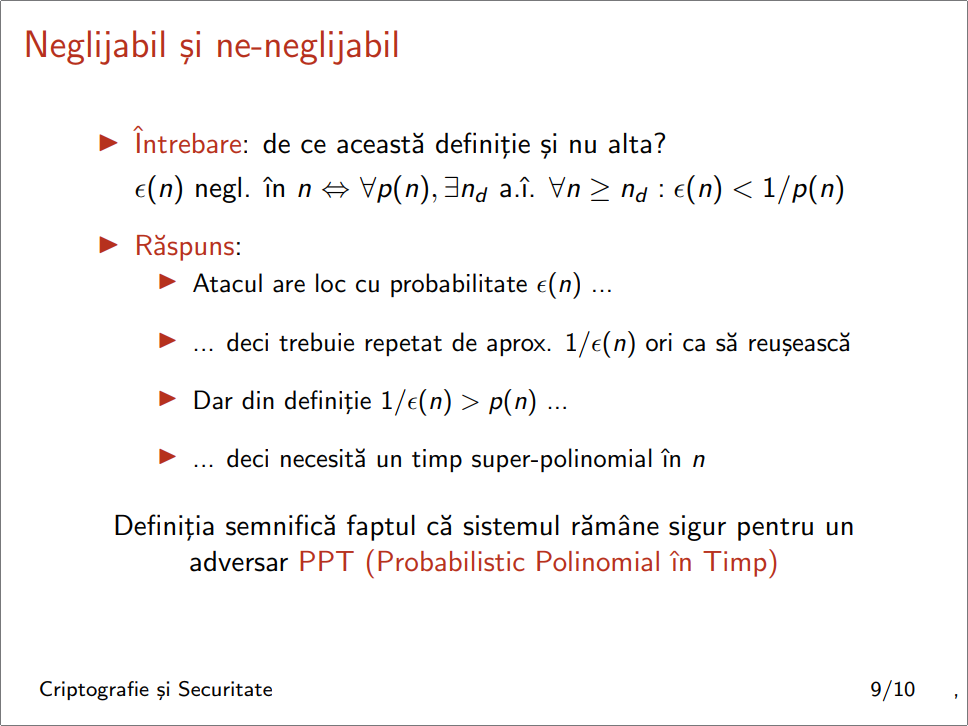 Neglijabil și ne-neglijabil
▶ Întrebare: de ce această definiție și nu alta?
ϵ(n) negl. în n ⇔ ∀p(n), ∃n_d a.î. ∀n ≥ n_d : ϵ(n) < 1/p(n)
▶ Răspuns:
▶ Atacul are loc cu probabilitate ϵ(n) ...
▶ ... deci trebuie repetat de aprox. 1/ϵ(n) ori ca să reușească
▶ Dar din definiție 1/ϵ(n) > p(n) ...
▶ ... deci necesită un timp super-polinomial în n
Definiția semnifică faptul că sistemul rămâne sigur pentru un
adversar PPT (Probabilistic Polinomial în Timp)
Criptografie și Securitate 9/10 ,